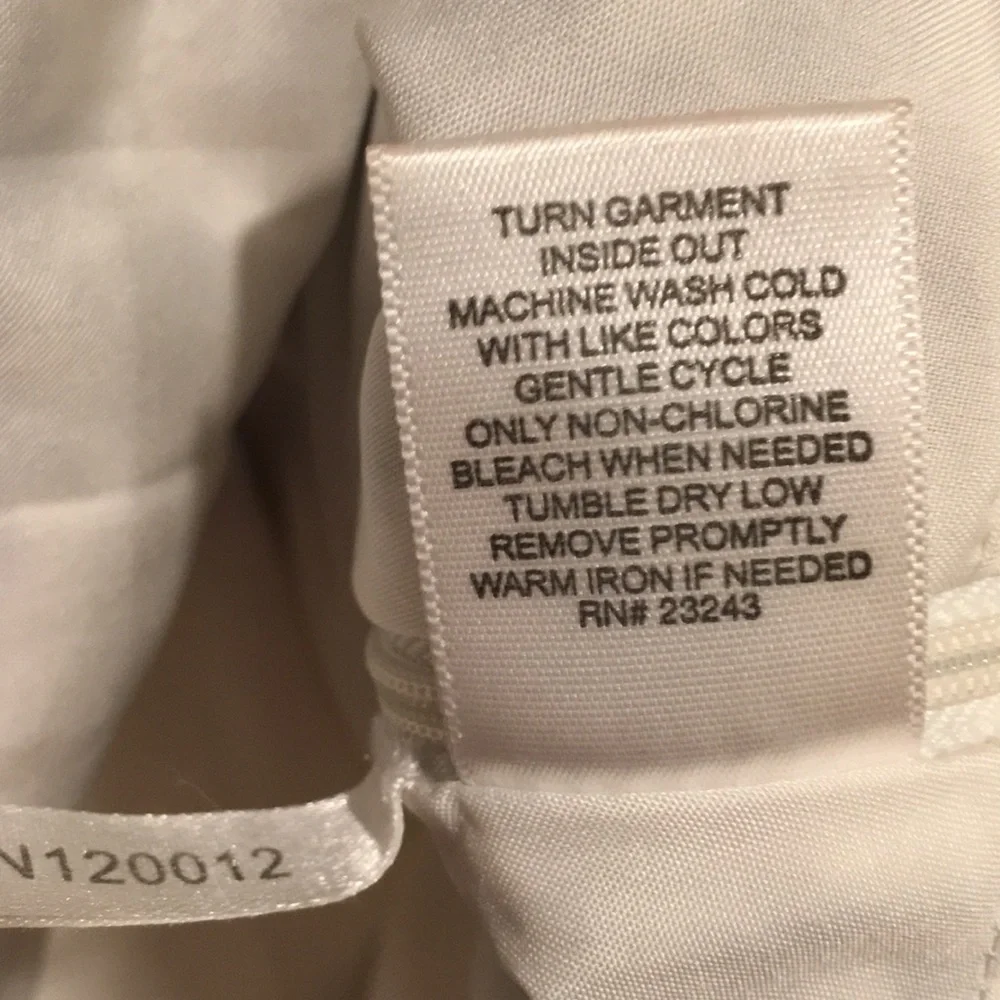 TURN GARMENT
INSIDE OUT
MACHINE WASH COLD
WITH LIKE COLORS
GENTLE CYCLE
ONLY NON-CHLORINE
BLEACH WHEN NEEDED
TUMBLE DRY LOW
REMOVE PROMPTLY
WARM IRON IF NEEDED
RN# 23243
V120012